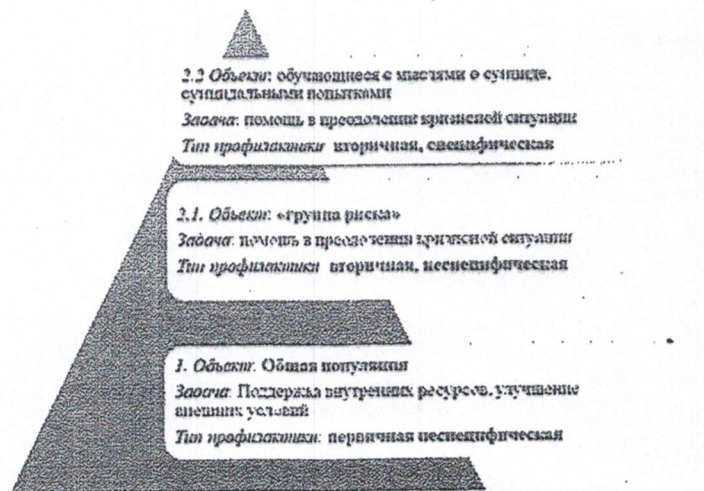 2.2 Объект: обучающиеся с мыслями о суициде,
суицидальными попытками
Задача: помощь в преодолении кризисной ситуации
Тип профилактики вторичная, специфическая
2.1. Объект: «группа риска»
Задача: помощь в преодолении кризисной ситуации
Тип профилактики вторичная, неспецифическая
1. Объект: Общая популяция
Задача: Поддержка внутренних ресурсов, улучшение
внешних условий
Тип профилактики: первичная неспецифическая